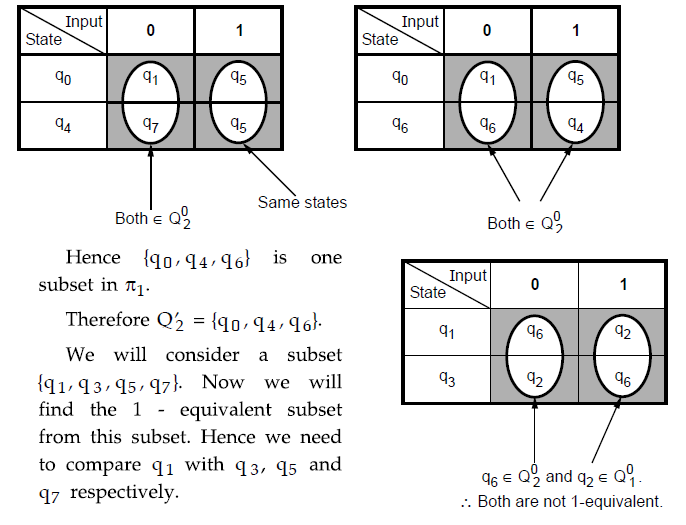 Input
State
0
1
q0
q1
q5
q4
q7
q5
Both ∈ Q⁰₂
Same states
Input
State
0
1
q0
q1
q5
q6
q6
q4
Both ∈ Q⁰₂
Hence {q0, q4, q6} is one
subset in π1.
Therefore Q′2 = {q0, q4, q6}.
We will consider a subset
{q1, q3, q5, q7}. Now we will
find the 1 - equivalent subset
from this subset. Hence we need
to compare q1 with q3, q5 and
q7 respectively.
Input
State
0
1
q1
q6
q2
q3
q2
q6
q6 ∈ Q⁰₂ and q2 ∈ Q⁰₁.
∴ Both are not 1-equivalent.